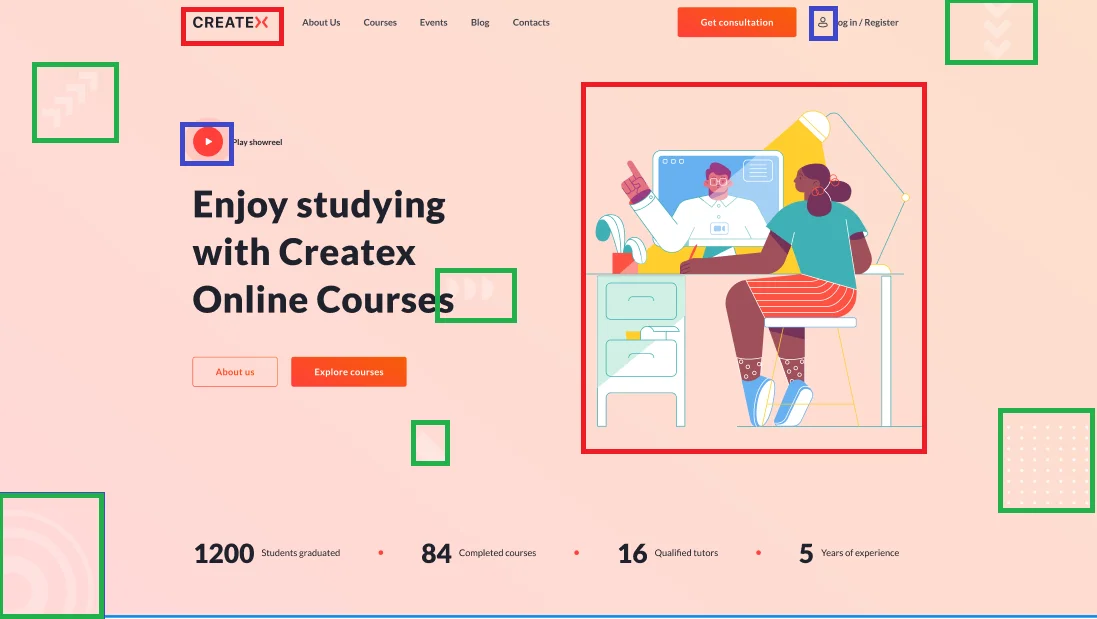 CREATEX
About Us
Courses
Events
Blog
Contacts
Get consultation
og in / Register
Play showreel
Enjoy studying
with Createx
Online Courses
About us
Explore courses
1200 Students graduated
84 Completed courses
16 Qualified tutors
5 Years of experience